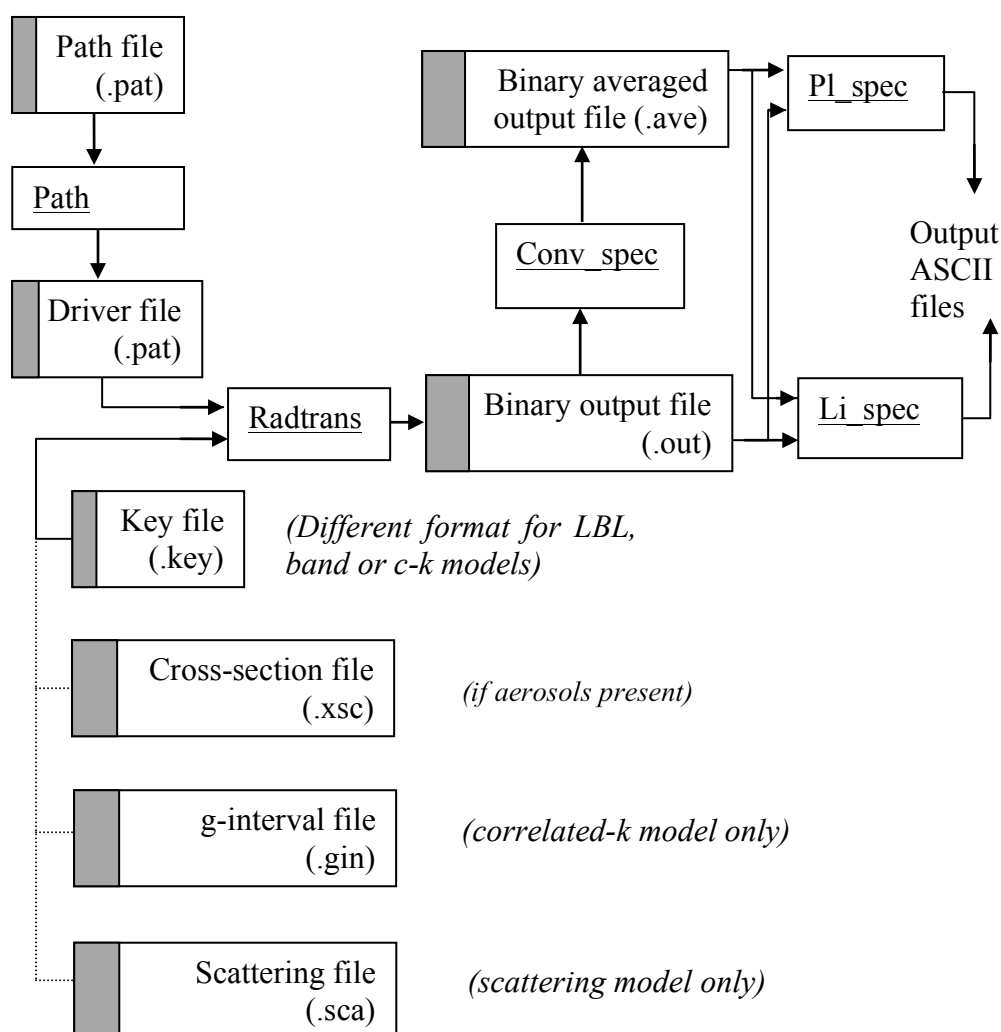 Path file
(.pat)
Path
Driver file
(.pat)
Binary averaged
output file (.ave)
Pl_spec
Conv_spec
Output
ASCII
files
Radtrans
Binary output file
(.out)
Li_spec
Key file
(.key)
(Different format for LBL,
band or c-k models)
Cross-section file
(.xsc)
(if aerosols present)
g-interval file
(.gin)
(correlated-k model only)
Scattering file
(.sca)
(scattering model only)